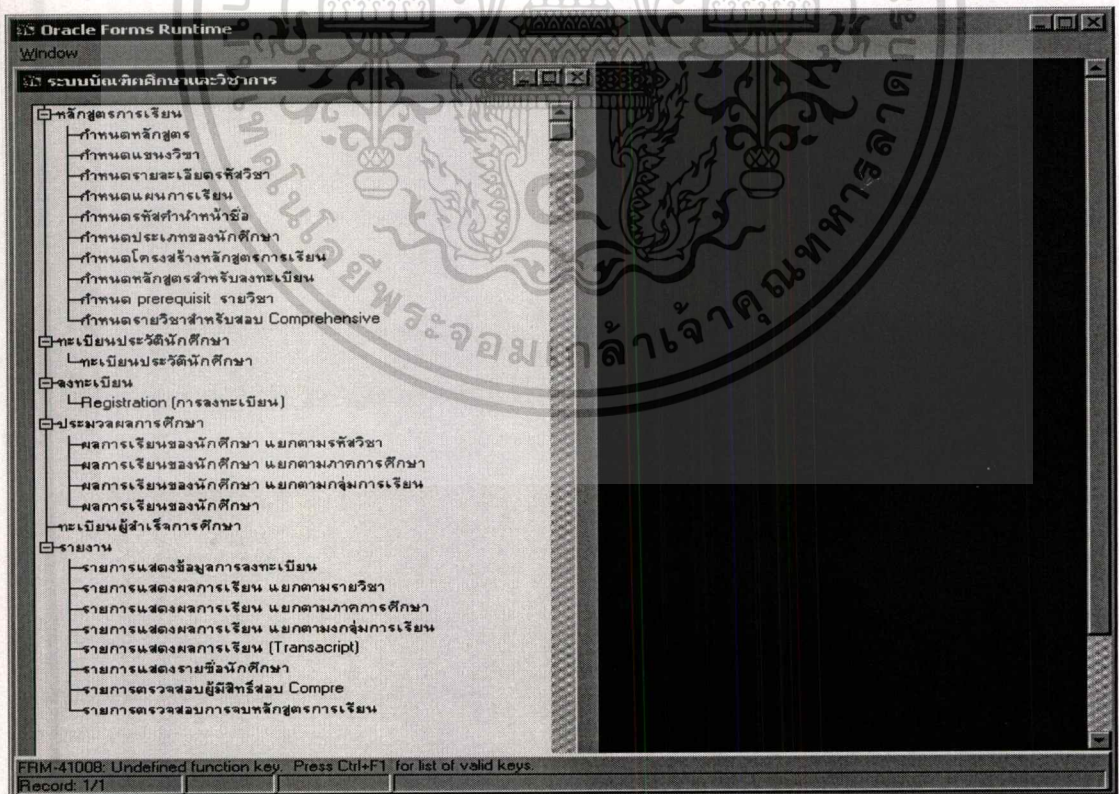 Oracle Forms Runtime
Window
ระบบบัณฑิตศึกษาและวิชาการ
หลักสูตรการเรียน
กำหนดหลักสูตร
กำหนดแขนงวิชา
กำหนดรายละเอียดรหัสวิชา
กำหนดแผนการเรียน
กำหนดรหัสคำนำหน้าชื่อ
กำหนดประเภทของนักศึกษา
กำหนดโครงสร้างหลักสูตรการเรียน
กำหนดหลักสูตรสำหรับลงทะเบียน
กำหนด prerequisit รายวิชา
กำหนดรายวิชาสำหรับสอบ Comprehensive
ทะเบียนประวัตินักศึกษา
ทะเบียนประวัตินักศึกษา
ลงทะเบียน
Registration (การลงทะเบียน)
ประมวลผลการศึกษา
ผลการเรียนของนักศึกษา แยกตามรหัสวิชา
ผลการเรียนของนักศึกษา แยกตามภาคการศึกษา
ผลการเรียนของนักศึกษา แยกตามกลุ่มการเรียน
ผลการเรียนของนักศึกษา
ทะเบียนผู้สำเร็จการศึกษา
รายงาน
รายการแสดงข้อมูลการลงทะเบียน
รายการแสดงผลการเรียน แยกตามรายวิชา
รายการแสดงผลการเรียน แยกตามภาคการศึกษา
รายการแสดงผลการเรียน แยกตามงกลุ่มการเรียน
รายการแสดงผลการเรียน (Transacript)
รายการแสดงรายชื่อนักศึกษา
รายการตรวจสอบผู้มีสิทธิ์สอบ Compre
รายการตรวจสอบการจบหลักสูตรการเรียน
FRM-41008: Undefined function key. Press Ctrl+F1 for list of valid keys.
Record: 1/1
เทคโนโลยีพระจอมเกล้าเจ้าคุณทหารลาด